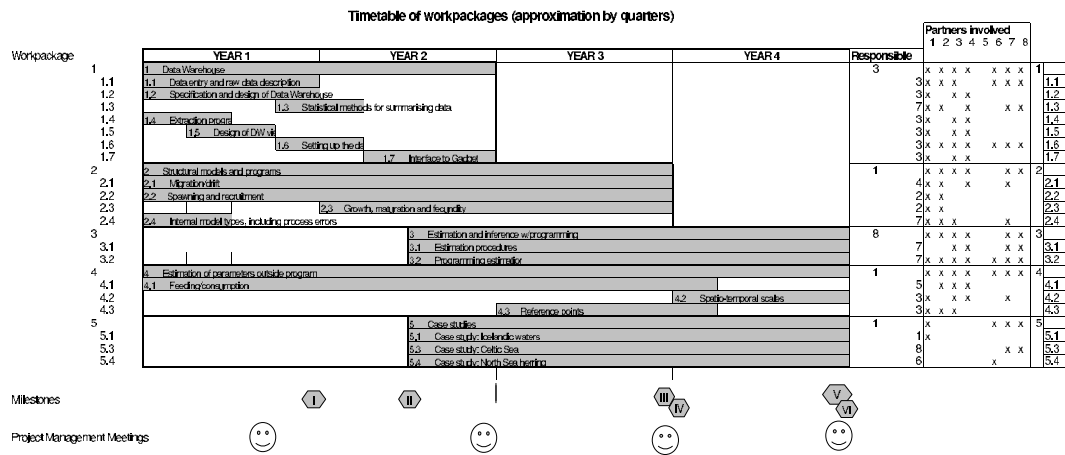 Timetable of workpackages (approximation by quarters)
Partners involved
1 2 3 4 5 6 7 8
Workpackage YEAR 1 YEAR 2 YEAR 3 YEAR 4 Responsible
1 1 Data Warehouse 3 x x x x x x x 1
1.1 1.1 Data entry and raw data description 3 x x x x x x x 1.1
1.2 1.2 Specification and design of Data Warehouse 3 x x x 1.2
1.3 1.3 Statistical methods for summarising data 7 x x x x x 1.3
1.4 1.4 Extraction progra 3 x x x 1.4
1.5 1.5 Design of DW vie 3 x x x 1.5
1.6 1.6 Setting up the da 3 x x x x x x x 1.6
1.7 1.7 Interface to Gadget 3 x x x 1.7
2 2 Structural models and programs 1 x x x x x x 2
2.1 2.1 Migration/drift 4 x x x x 2.1
2.2 2.2 Spawning and recruitment 2 x x 2.2
2.3 2.3 Growth, maturation and fecundity 2 x x 2.3
2.4 2.4 Internal model types, including process errors 7 x x x x 2.4
3 3 Estimation and inference w/programming 8 x x x x x x x 3
3.1 3.1 Estimation procedures 7 x x x x 3.1
3.2 3.2 Programming estimation 7 x x x x x x x 3.2
4 4 Estimation of parameters outside program 1 x x x x x x x 4
4.1 4.1 Feeding/consumption 5 x x x 4.1
4.2 4.2 Spatio-temporal scales 3 x x x x 4.2
4.3 4.3 Reference points 3 x x x 4.3
5 5 Case studies 1 x x x x 5
5.1 5.1 Case study: Icelandic waters 1 x 5.1
5.3 5.3 Case study: Celtic Sea 8 x x 5.3
5.4 5.4 Case study: North Sea herring 6 x 5.4
Milestones I II III IV V VI
Project Management Meetings